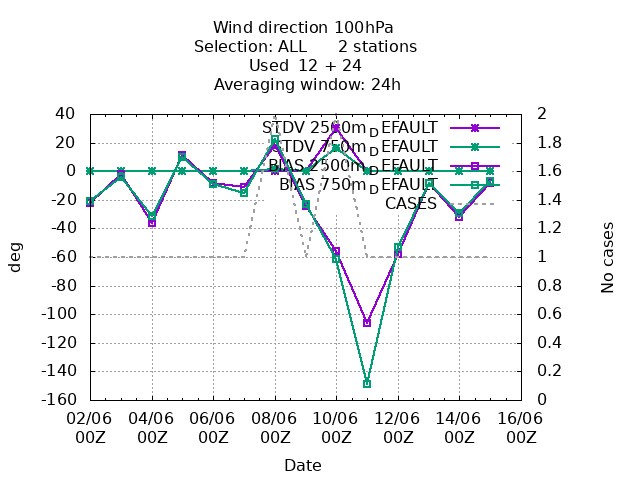 Wind direction 100hPa
Selection: ALL 2 stations
Used 12 + 24
Averaging window: 24h
40
20
0
-20
-40
-60
-80
-100
-120
-140
-160
2
1.8
1.6
1.4
1.2
1
0.8
0.6
0.4
0.2
0
STDV 2500m_DEFAULT
STDV 750m_DEFAULT
BIAS 2500m_DEFAULT
BIAS 750m_DEFAULT
CASES
deg
No cases
02/06 04/06 06/06 08/06 10/06 12/06 14/06 16/06
00Z 00Z 00Z 00Z 00Z 00Z 00Z 00Z
Date